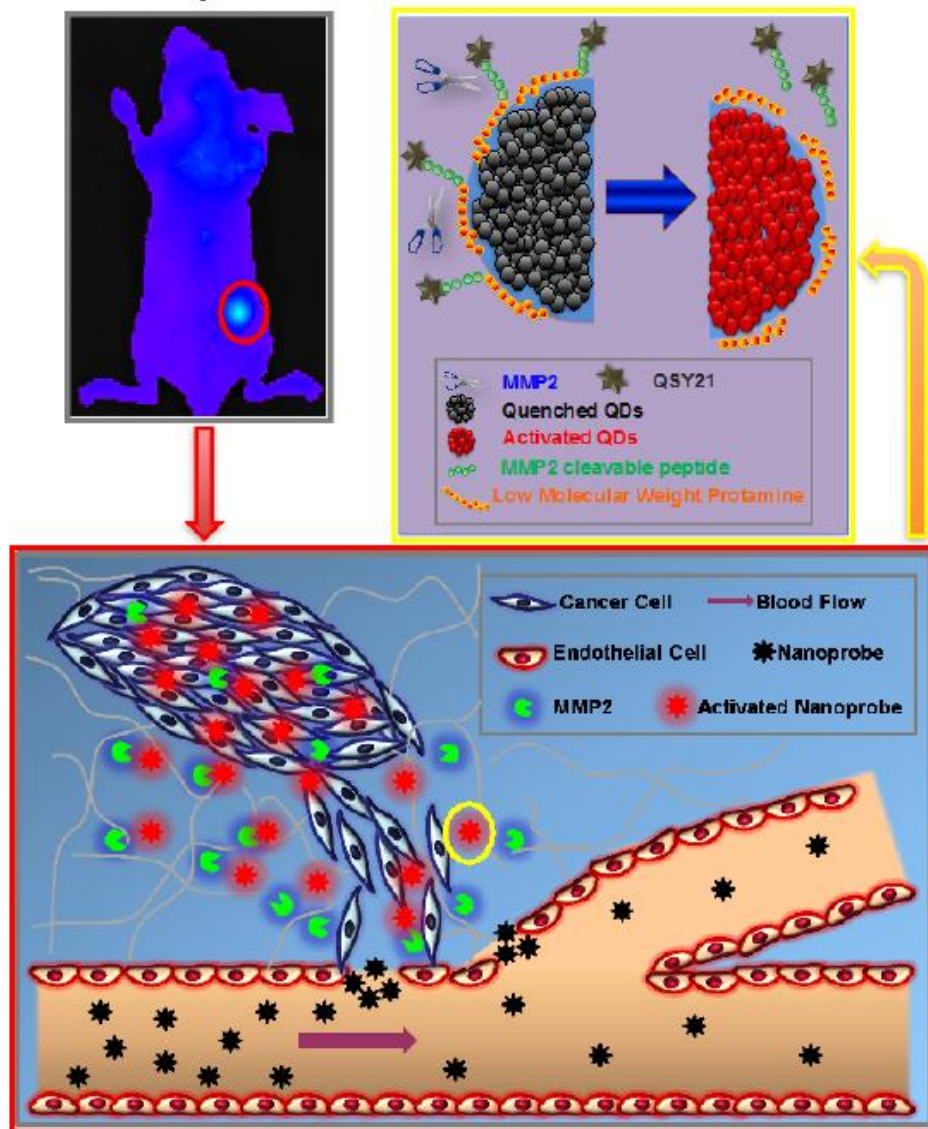 MMP2 QSY21
Quenched QDs
Activated QDs
MMP2 cleavable peptide
Low Molecular Weight Protamine
Cancer Cell Blood Flow
Endothelial Cell Nanoprobe
MMP2 Activated Nanoprobe